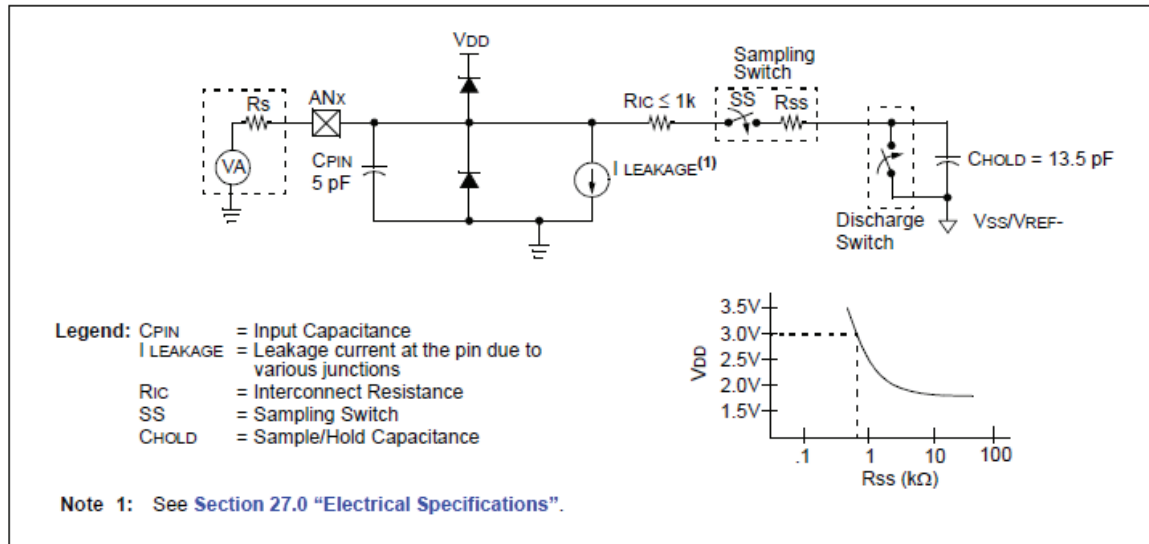 VDD
Sampling
Switch
Rs
ANx
RIC ≤ 1k
SS
Rss
VA
CPIN
5 pF
I LEAKAGE(1)
CHOLD = 13.5 pF
Discharge
Switch
VSS/VREF-
Legend: CPIN = Input Capacitance
I LEAKAGE = Leakage current at the pin due to
various junctions
RIC = Interconnect Resistance
SS = Sampling Switch
CHOLD = Sample/Hold Capacitance
VDD
3.5V
3.0V
2.5V
2.0V
1.5V
.1 1 10 100
Rss (kΩ)
Note 1: See Section 27.0 “Electrical Specifications”.